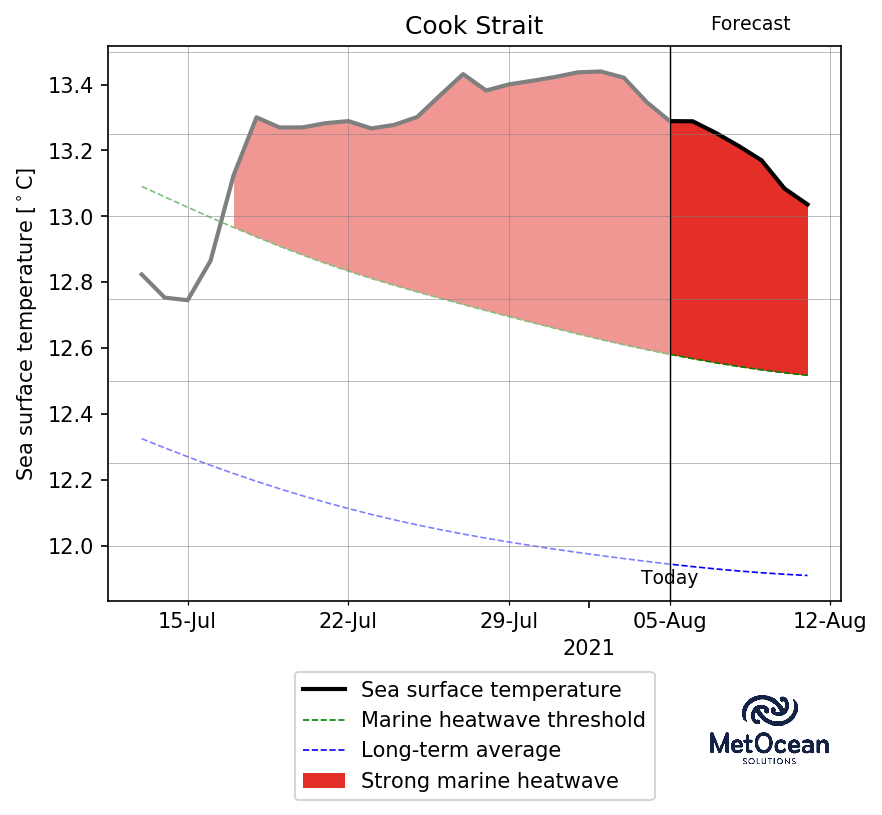 Cook Strait
Forecast
Sea surface temperature [°C]
13.4
13.2
13.0
12.8
12.6
12.4
12.2
12.0
Today
15-Jul 22-Jul 29-Jul 05-Aug 12-Aug
2021
Sea surface temperature
Marine heatwave threshold
Long-term average
Strong marine heatwave
MetOcean
SOLUTIONS